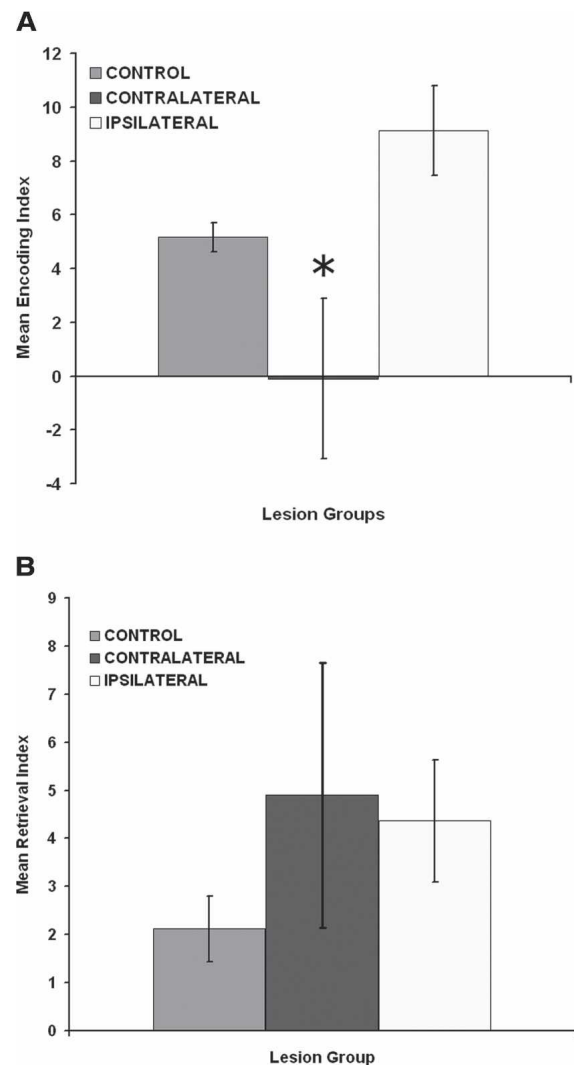 A
Mean Encoding Index
12
10
8
6
4
2
0
-2
-4
CONTROL
CONTRALATERAL
IPSILATERAL
*
Lesion Groups
B
Mean Retrieval Index
9
8
7
6
5
4
3
2
1
0
CONTROL
CONTRALATERAL
IPSILATERAL
Lesion Group